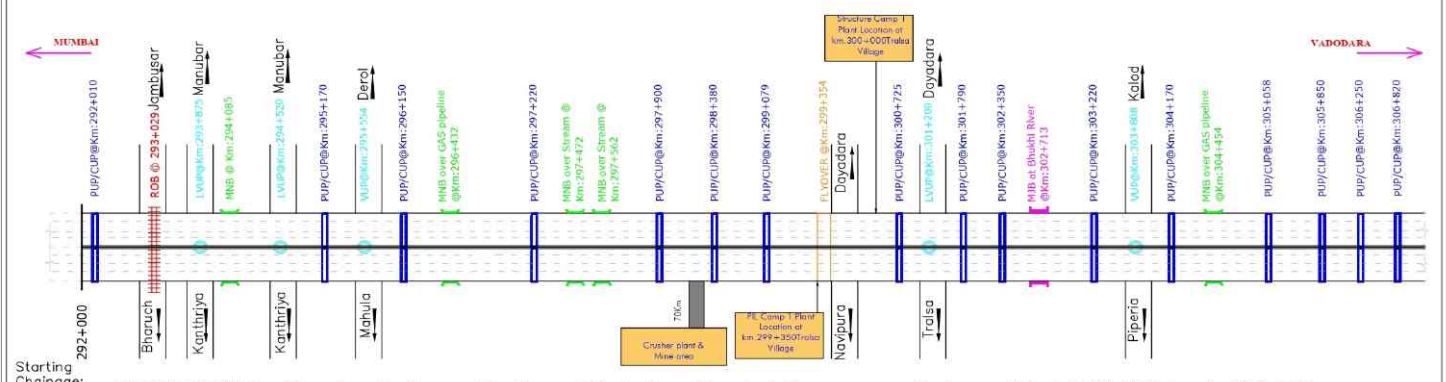 MUMBAI
VADODARA
Structure Camp 1
Plant Location at
km.300+000Tralsa
Village
PUP/CUP@Km:292+010
ROB @ 293+029
Jambusar
LVUP@Km:293+875
Manubar
MNB @ Km:294+085
LVUP@Km:294+520
Manubar
PUP/CUP@Km:295+170
VUP@Km:295+554
Derol
PUP/CUP@Km:296+150
MNB over GAS pipeline
@Km:296+432
PUP/CUP@Km:297+220
MNB over Stream @
Km:297+472
MNB over Stream @
Km:297+562
PUP/CUP@Km:297+900
PUP/CUP@Km:298+380
PUP/CUP@Km:299+079
FLYOVER @Km:299+354
Dayadara
PUP/CUP@Km:300+725
LVUP@Km:301+209
Dayadara
PUP/CUP@Km:301+790
PUP/CUP@Km:302+350
MJB at Bhukhi River
@Km:302+713
PUP/CUP@Km:303+220
VUP@Km:303+808
Kalod
PUP/CUP@Km:304+170
MNB over GAS pipeline
@Km:304+454
PUP/CUP@Km:305+058
PUP/CUP@Km:305+850
PUP/CUP@Km:306+250
PUP/CUP@Km:306+820
292+000
Bharuch
Kanthriya
Kanthriya
Mahula
70Km
Crusher plant &
Mine area
PIL Camp 1 Plant
Location at
km.299+350Tralsa
Village
Navipura
Tralsa
Piperia
Starting
Chainage: